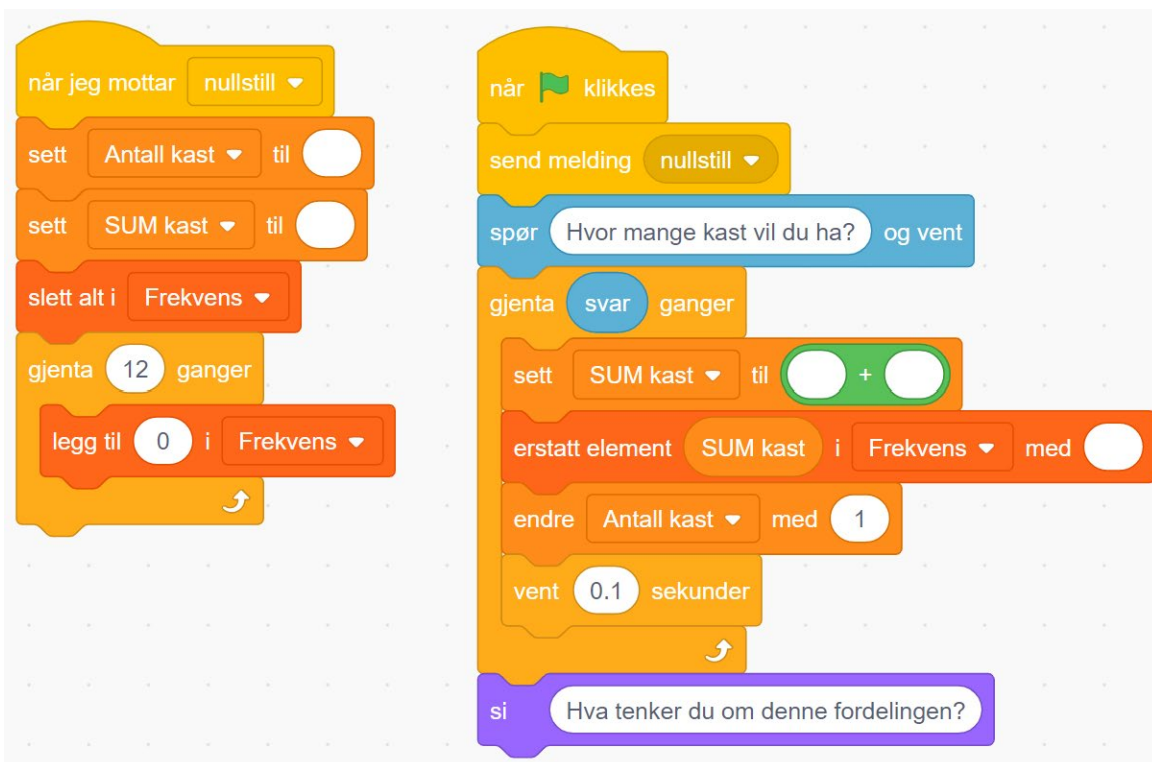 når jeg mottar nullstill
sett Antall kast til
sett SUM kast til
slett alt i Frekvens
gjenta 12 ganger
legg til 0 i Frekvens
når klikkes
send melding nullstill
spør Hvor mange kast vil du ha? og vent
gjenta svar ganger
sett SUM kast til +
erstatt element SUM kast i Frekvens med
endre Antall kast med 1
vent 0.1 sekunder
si Hva tenker du om denne fordelingen?